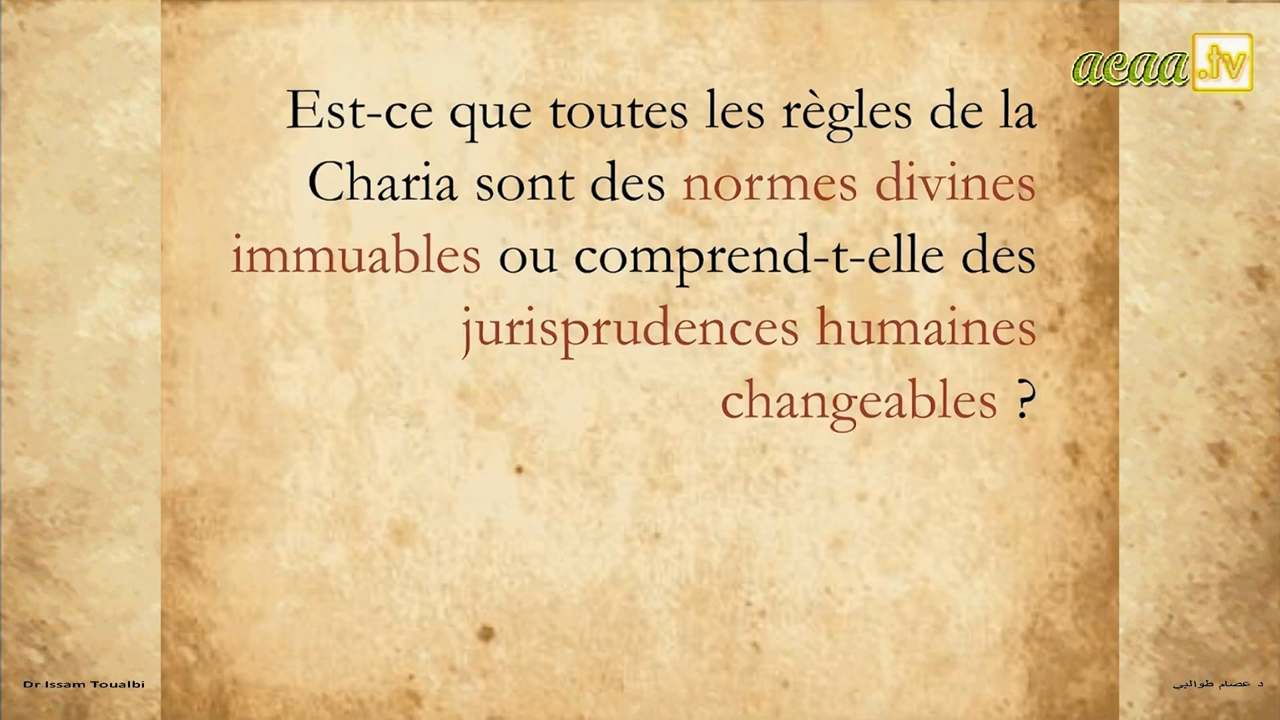 acaa.tv
Est-ce que toutes les règles de la
Charia sont des normes divines
immuables ou comprend-t-elle des
jurisprudences humaines
changeables ?
Dr Issam Toualbi
د عصام طوالبي